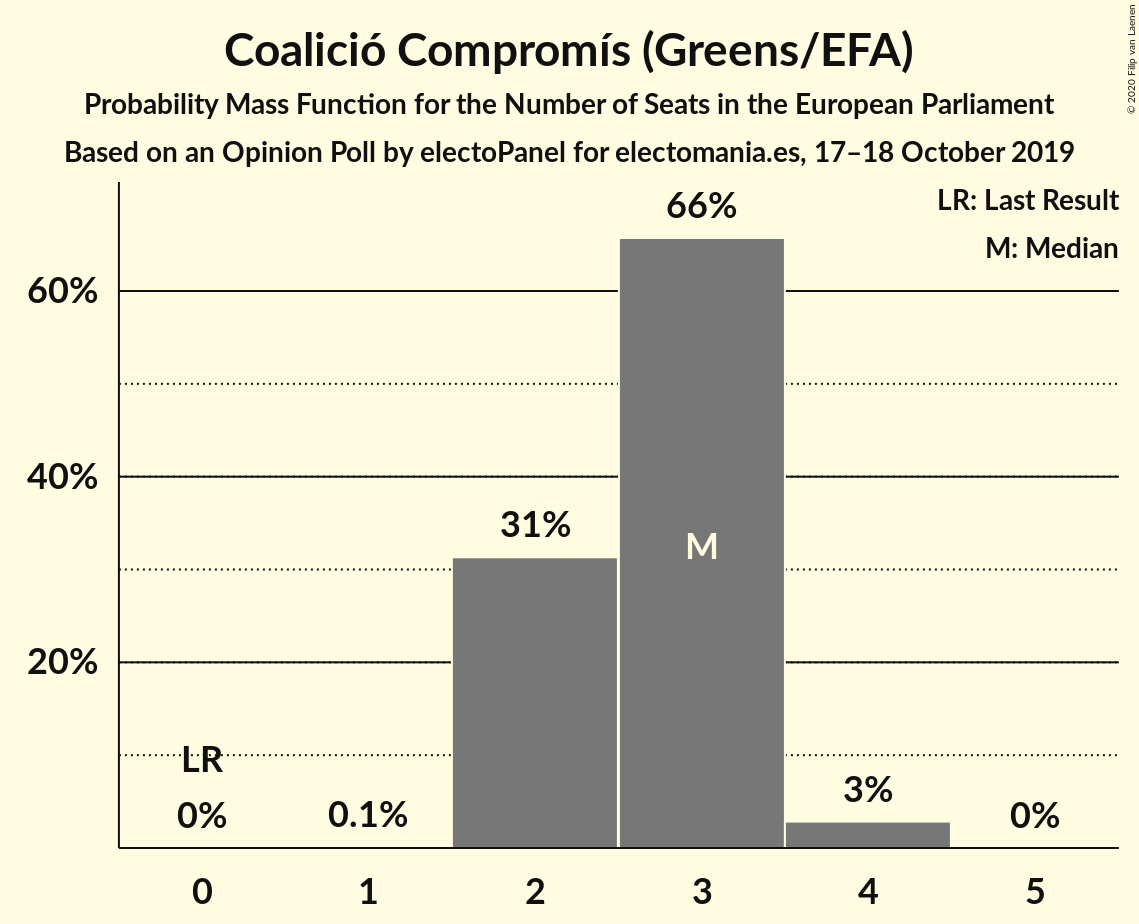 Coalició Compromís (Greens/EFA)
Probability Mass Function for the Number of Seats in the European Parliament
Based on an Opinion Poll by electoPanel for electomania.es, 17–18 October 2019
© 2020 Filip van Laenen
LR: Last Result
M: Median
66%
60%
40%
31%
M
20%
LR
0%
0.1%
3%
0%
0 1 2 3 4 5